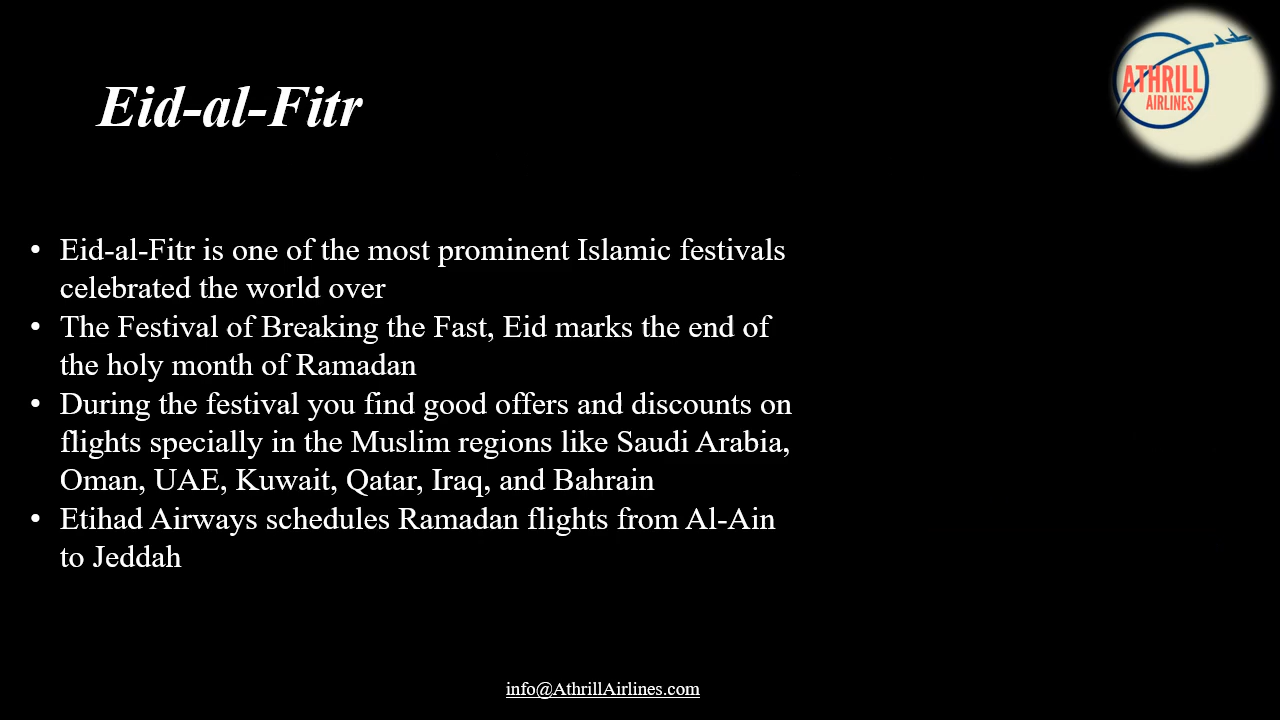 ATHRILL
AIRLINES
Eid-al-Fitr
• Eid-al-Fitr is one of the most prominent Islamic festivals
celebrated the world over
• The Festival of Breaking the Fast, Eid marks the end of
the holy month of Ramadan
• During the festival you find good offers and discounts on
flights specially in the Muslim regions like Saudi Arabia,
Oman, UAE, Kuwait, Qatar, Iraq, and Bahrain
• Etihad Airways schedules Ramadan flights from Al-Ain
to Jeddah
info@AthrillAirlines.com